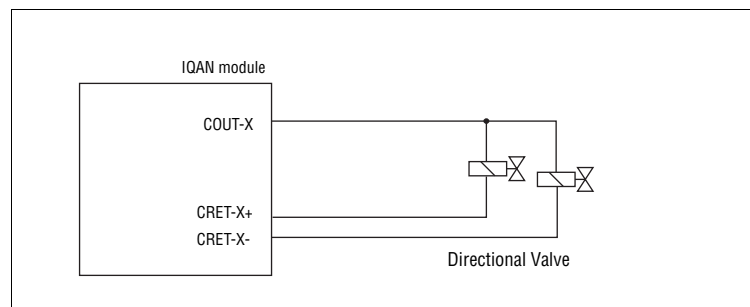 IQAN module
COUT-X
CRET-X+
CRET-X-
Directional Valve